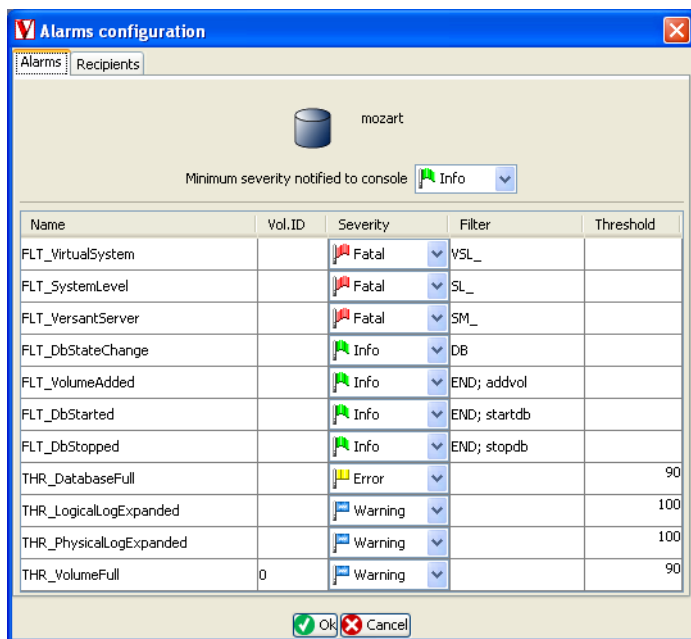 V Alarms configuration
Alarms Recipients
mozart
Minimum severity notified to console Info
Name Vol.ID Severity Filter Threshold
FLT_VirtualSystem Fatal VSL_
FLT_SystemLevel Fatal SL_
FLT_VersantServer Fatal SM_
FLT_DbStateChange Info DB
FLT_VolumeAdded Info END; addvol
FLT_DbStarted Info END; startdb
FLT_DbStopped Info END; stopdb
THR_DatabaseFull Error 90
THR_LogicalLogExpanded Warning 100
THR_PhysicalLogExpanded Warning 100
THR_VolumeFull 0 Warning 90
Ok Cancel